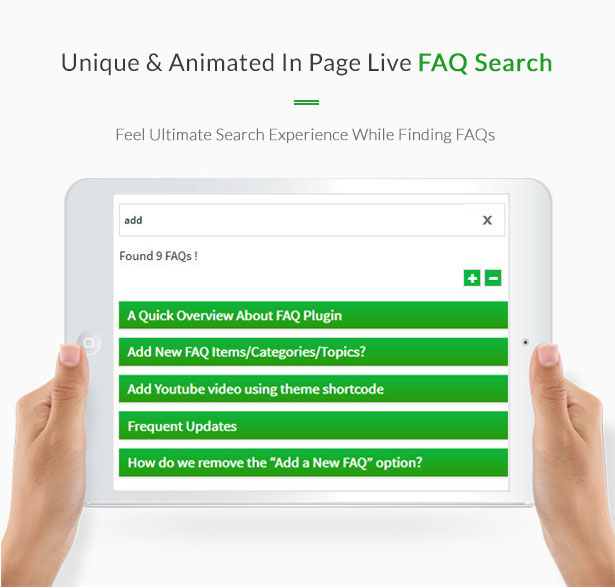 Unique & Animated In Page Live FAQ Search
Feel Ultimate Search Experience While Finding FAQs
add
X
Found 9 FAQs !
A Quick Overview About FAQ Plugin
Add New FAQ Items/Categories/Topics?
Add Youtube video using theme shortcode
Frequent Updates
How do we remove the “Add a New FAQ” option?